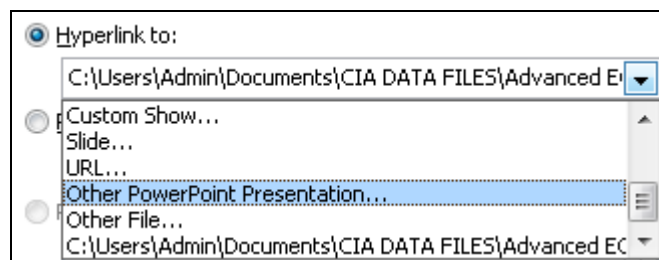 Hyperlink to:
C:\Users\Admin\Documents\CIA DATA FILES\Advanced E
Custom Show...
Slide...
URL...
Other PowerPoint Presentation...
Other File...
C:\Users\Admin\Documents\CIA DATA FILES\Advanced EC